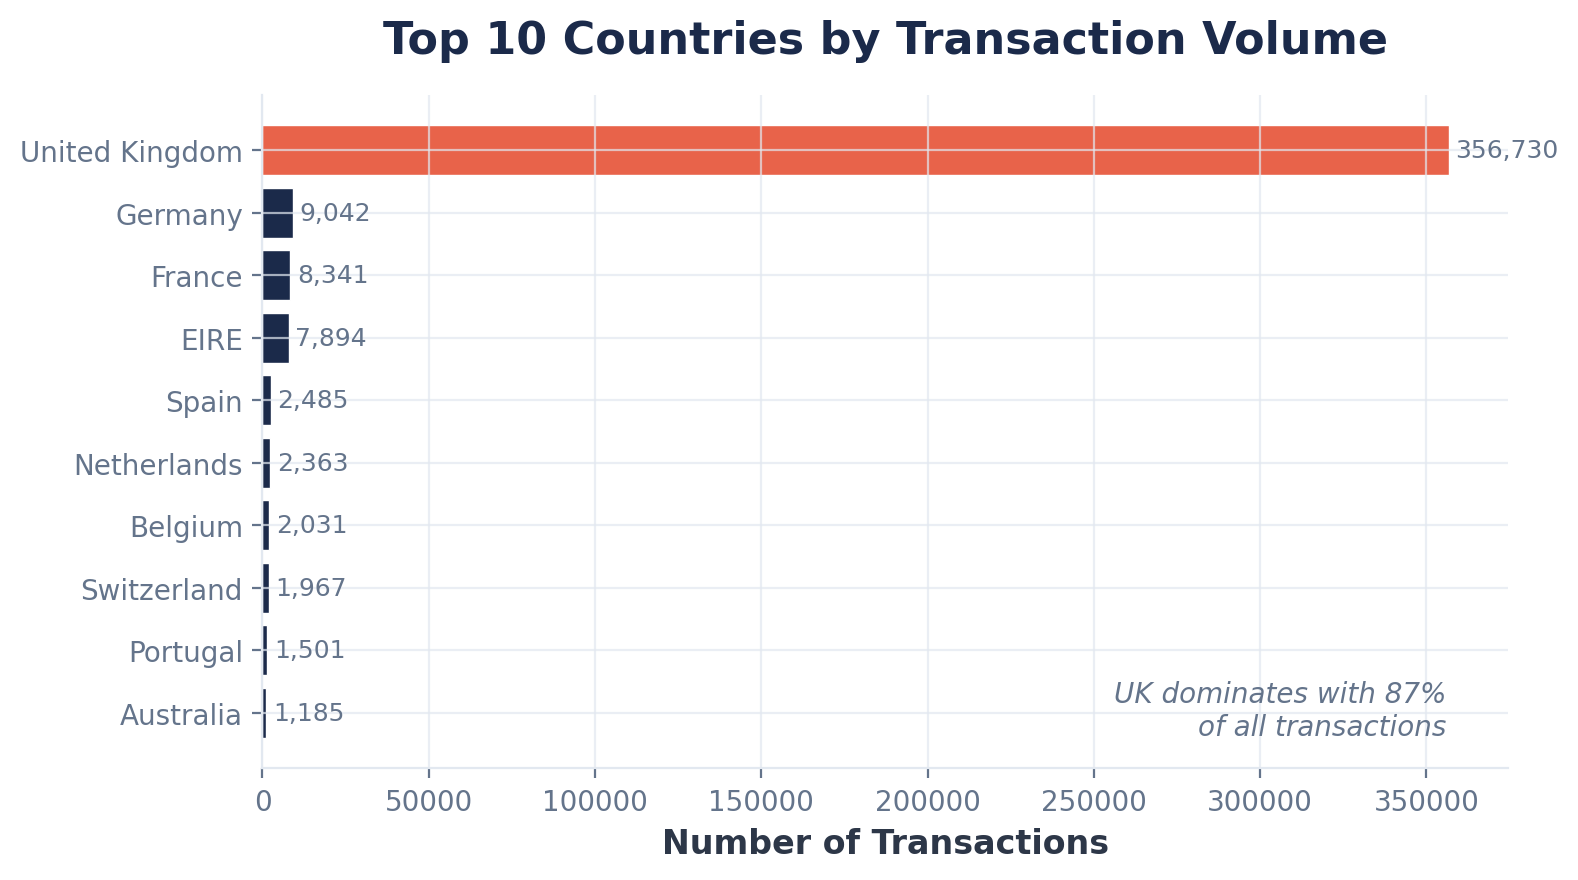 Top 10 Countries by Transaction Volume
United Kingdom 356,730
Germany 9,042
France 8,341
EIRE 7,894
Spain 2,485
Netherlands 2,363
Belgium 2,031
Switzerland 1,967
Portugal 1,501
Australia 1,185
UK dominates with 87%
of all transactions
0 50000 100000 150000 200000 250000 300000 350000
Number of Transactions